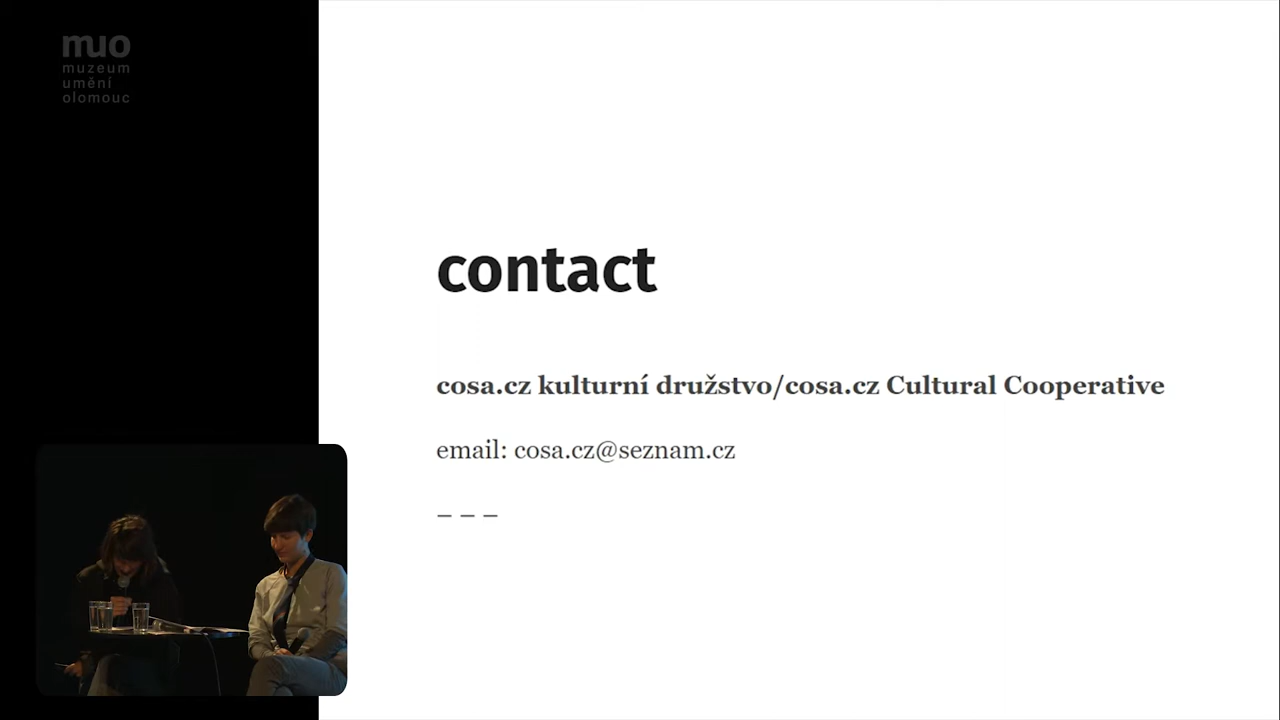 muo
muzeum
umění
olomouc
contact
cosa.cz kulturní družstvo/cosa.cz Cultural Cooperative
email: cosa.cz@seznam.cz
– – –